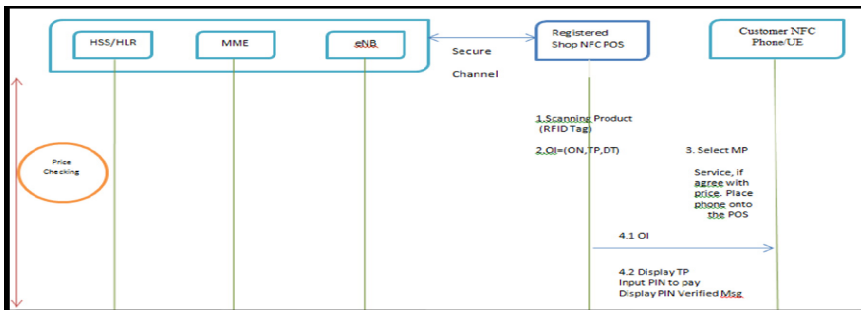 HSS/HLR
MME
eNB
Secure
Channel
Registered
Shop NFC POS
Customer NFC
Phone/UE
Price
Checking
1.Scanning Product
(RFID Tag)
2.OI=(ON,TP,DT)
3. Select MP
Service, if
agree with
price. Place
phone onto
the POS
4.1 OI
4.2 Display TP
Input PIN to pay
Display PIN Verified Msg